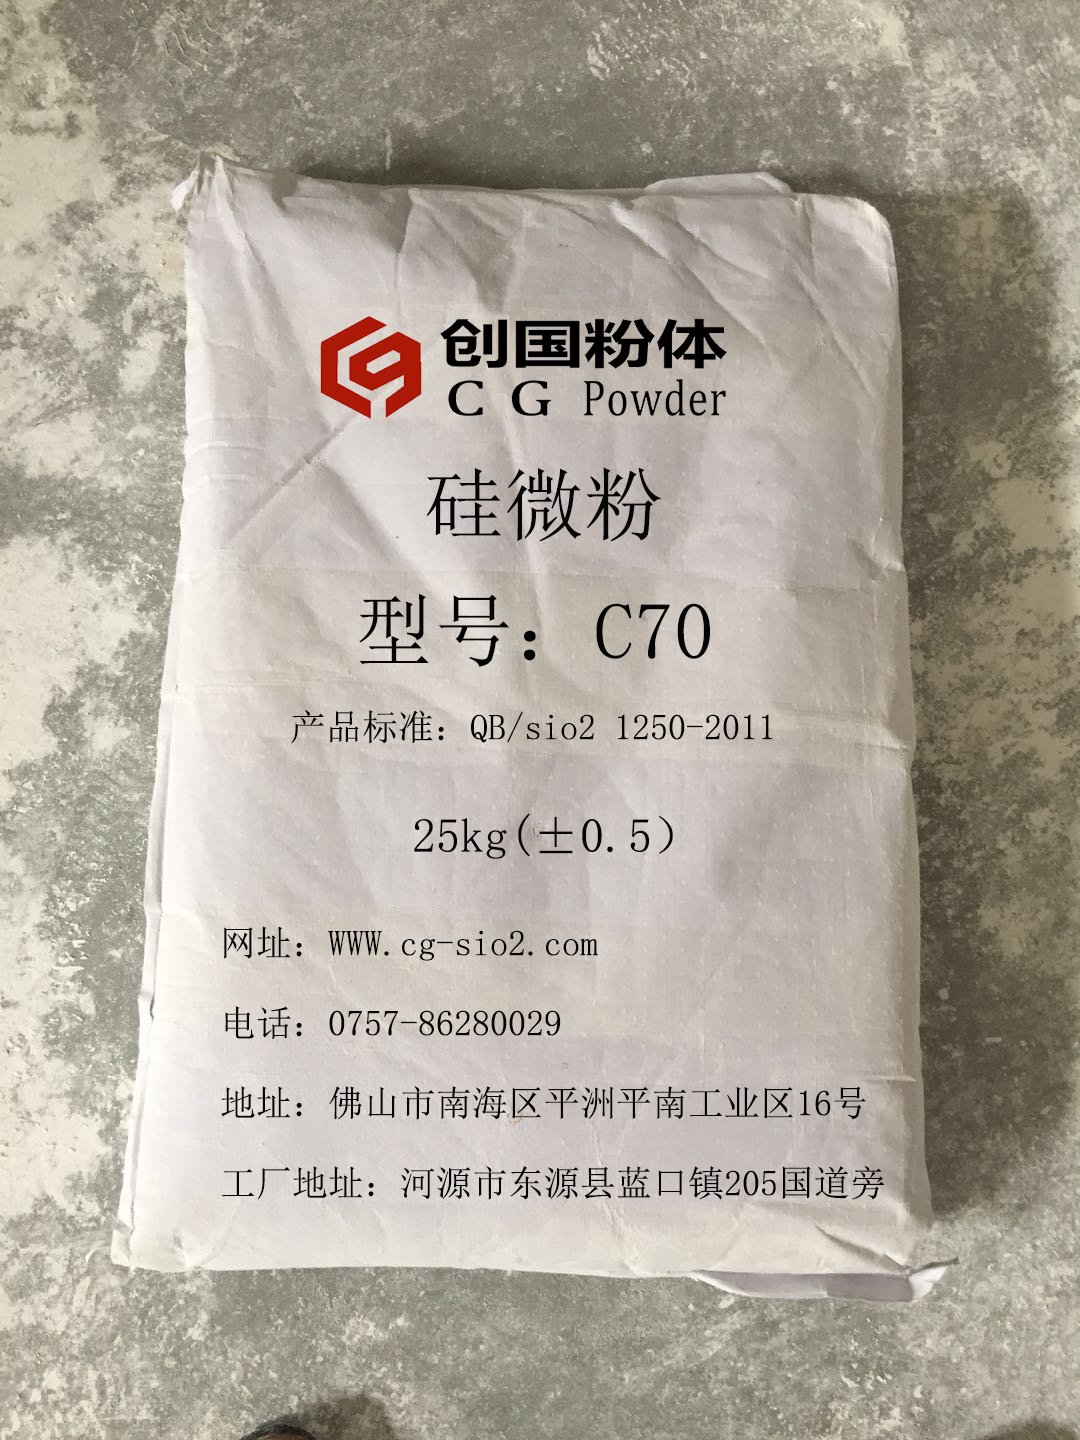 创国粉体
CG Powder
硅微粉
型号：C70
产品标准：QB/sio2 1250-2011
25kg(±0.5）
网址：WWW.cg-sio2.com
电话：0757-86280029
地址：佛山市南海区平洲平南工业区16号
工厂地址：河源市东源县蓝口镇205国道旁